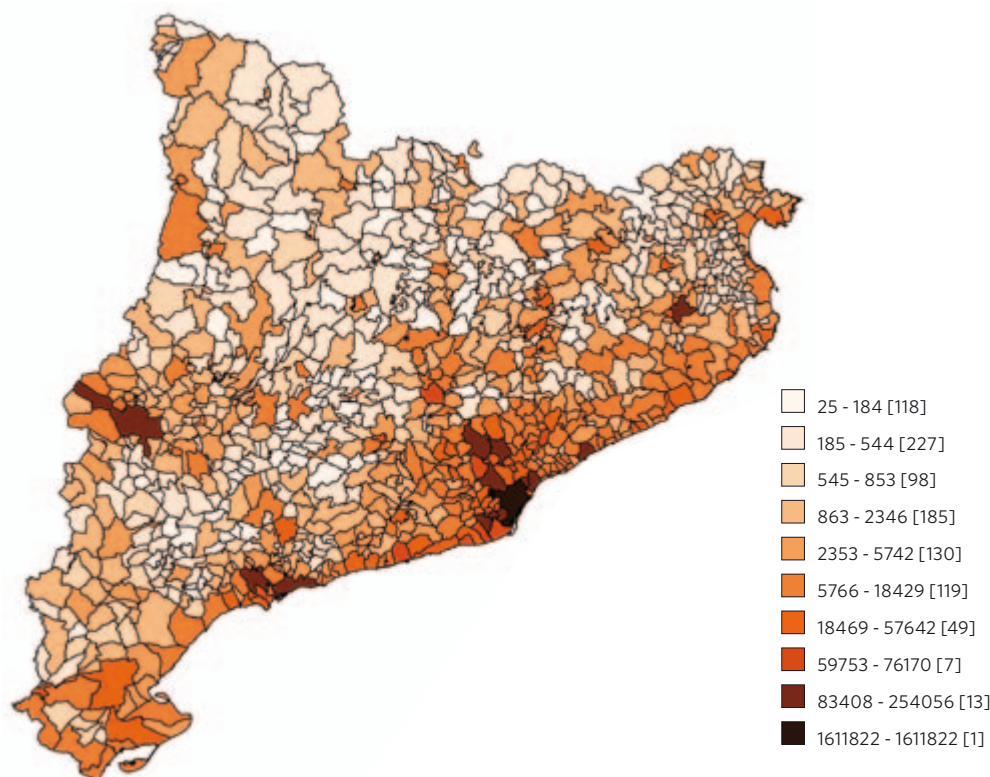 25 - 184 [118]
185 - 544 [227]
545 - 853 [98]
863 - 2346 [185]
2353 - 5742 [130]
5766 - 18429 [119]
18469 - 57642 [49]
59753 - 76170 [7]
83408 - 254056 [13]
1611822 - 1611822 [1]